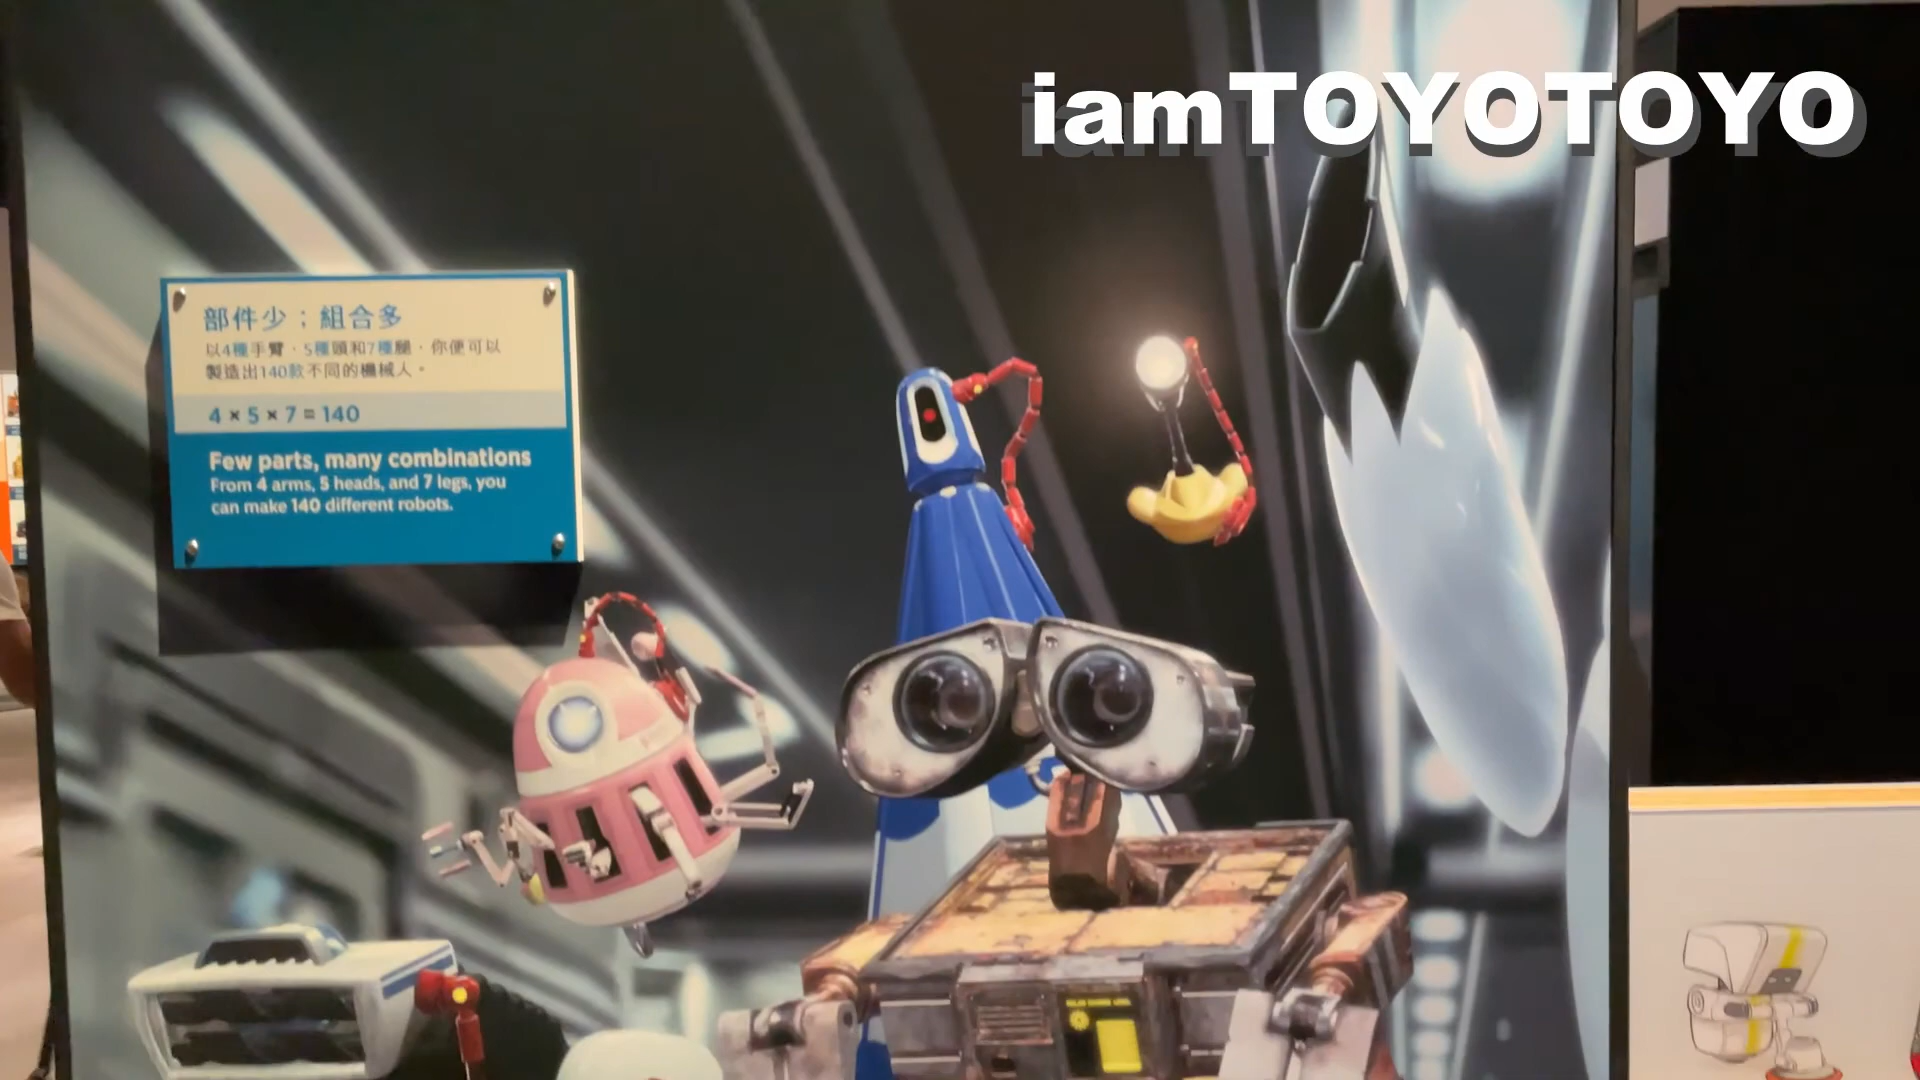 iamTOYOTOYO
部件少；組合多
以4種手臂、5種頭和7種腿，你便可以
製造出140款不同的機械人。
4 × 5 × 7 = 140
Few parts, many combinations
From 4 arms, 5 heads, and 7 legs, you
can make 140 different robots.